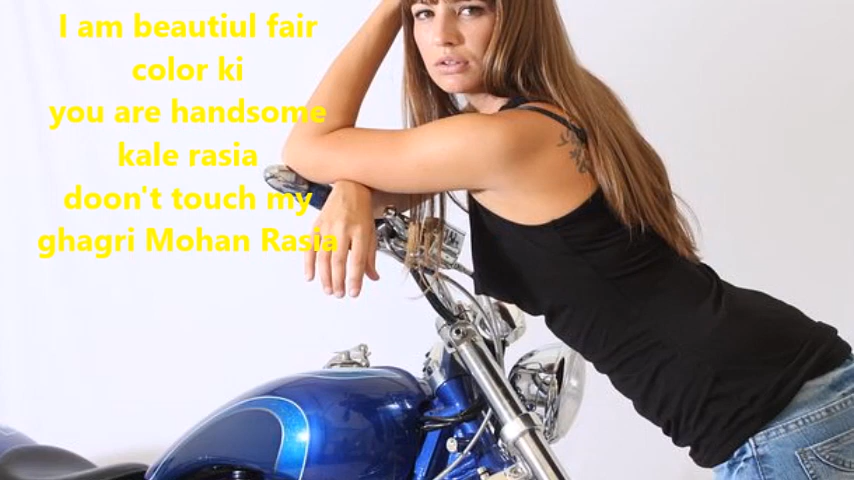 I am beautiul fair
color ki
you are handsome
kale rasia
doon't touch my
ghagri Mohan Rasia